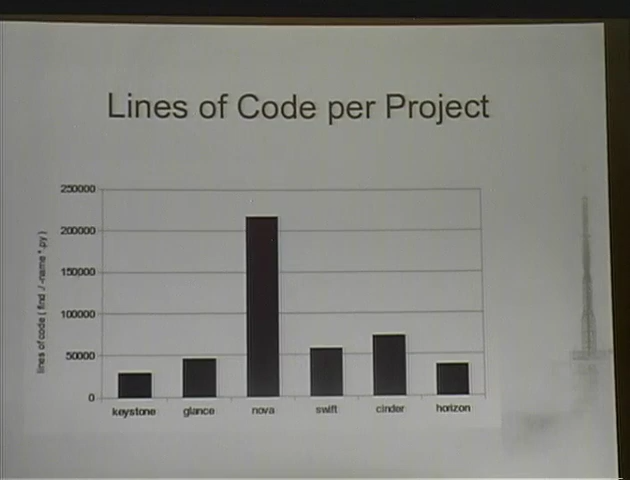 Lines of Code per Project
lines of code ( find ./ -name *.py )
250000
200000
150000
100000
50000
0
keystone glance nova swift cinder horizon